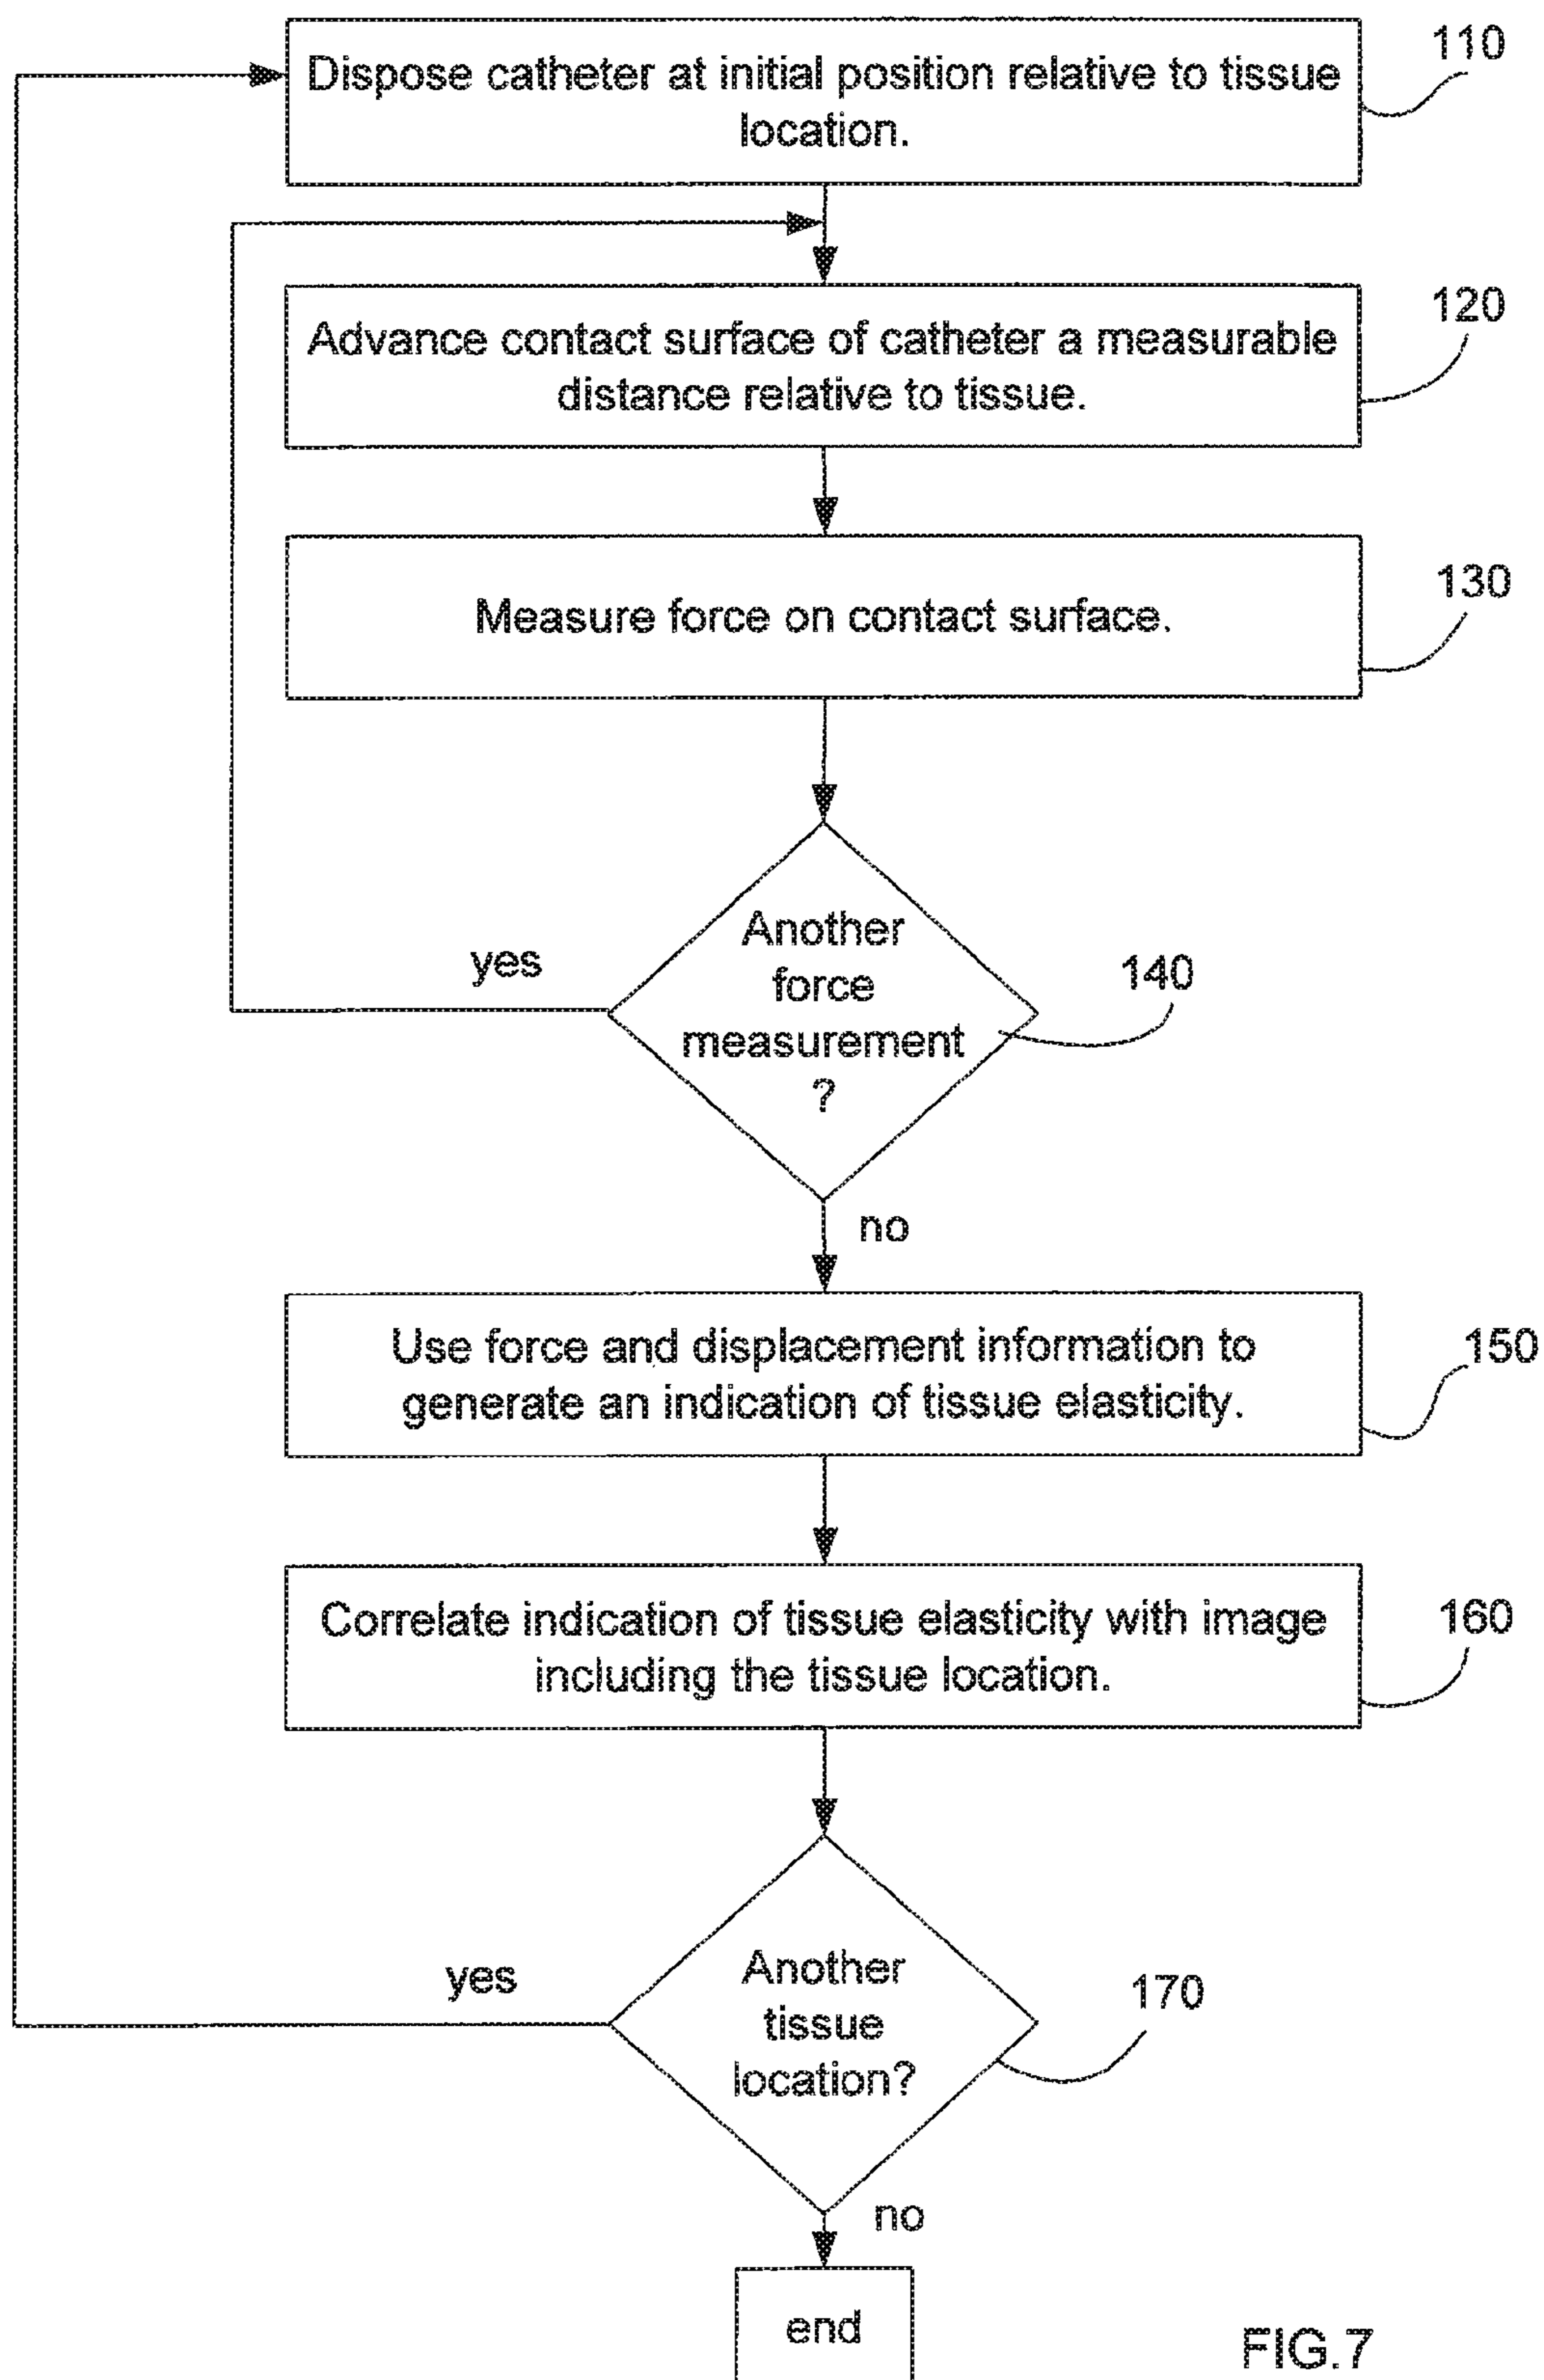 110
Dispose catheter at initial position relative to tissue
location.
120
Advance contact surface of catheter a measurable
distance relative to tissue.
130
Measure force on contact surface.
Another
force
measurement
?
yes
140
no
150
Use force and displacement information to
generate an indication of tissue elasticity.
160
Correlate indication of tissue elasticity with image
including the tissue location.
Another
tissue
location?
yes
170
no
end
FIG.7